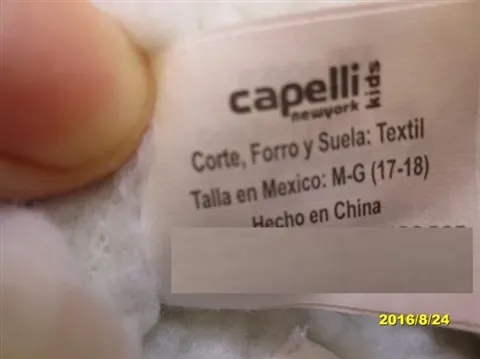 capelli
newyork kids
Corte, Forro y Suela: Textil
Talla en Mexico: M-G (17-18)
Hecho en China
2016/8/24